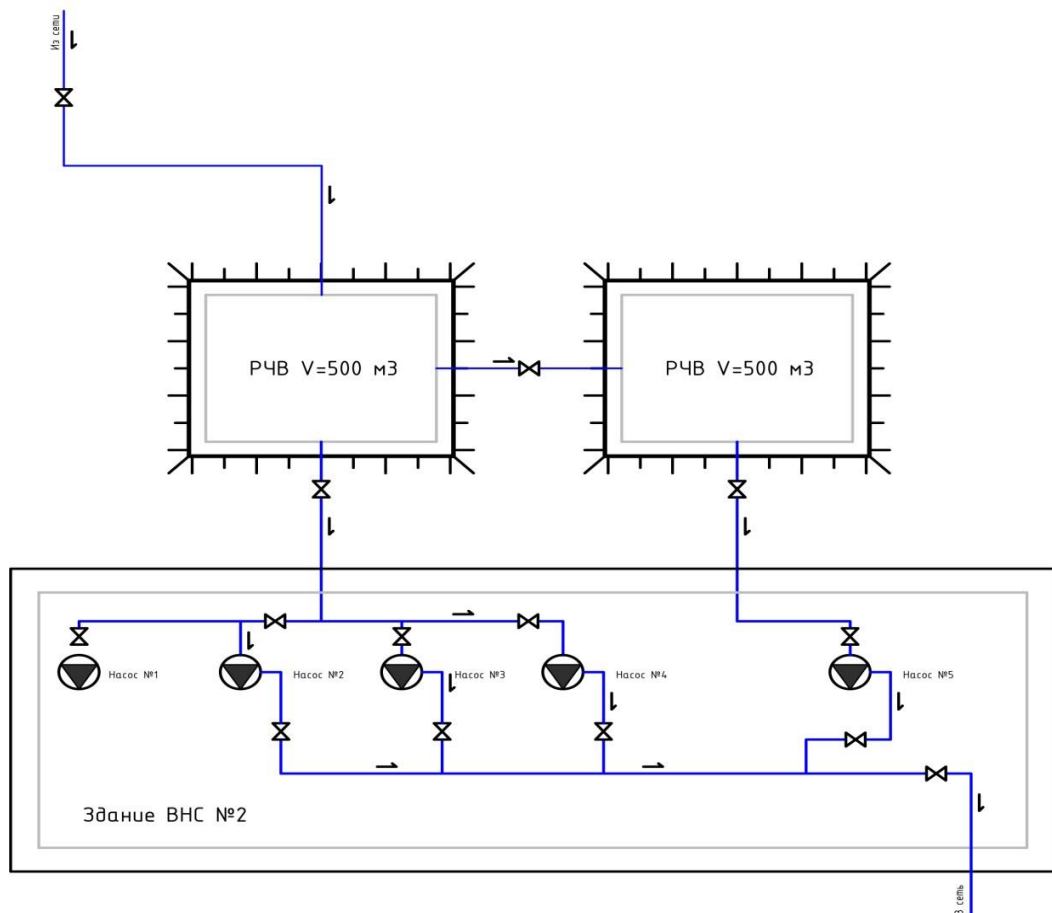 Из сети
РЧВ V=500 м3
РЧВ V=500 м3
Насос №1
Насос №2
Насос №3
Насос №4
Насос №5
Здание ВНС №2
В сеть